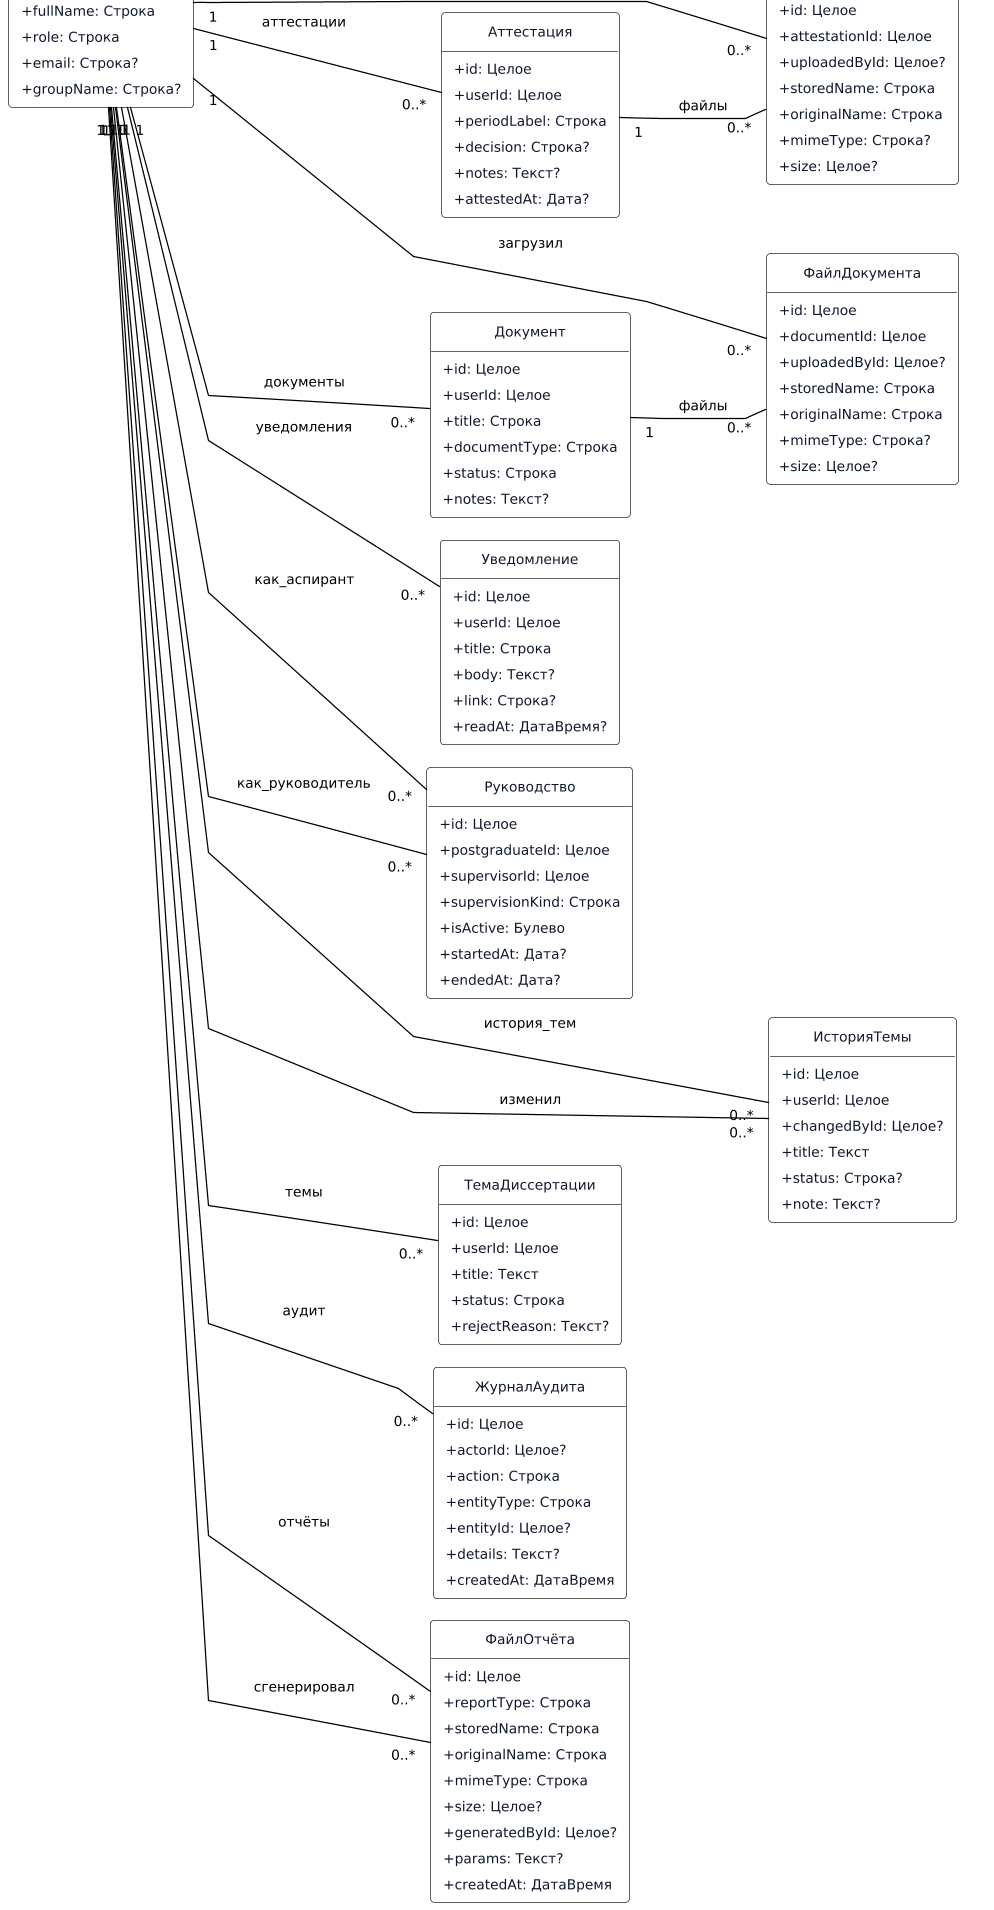 +fullName: Строка
+role: Строка
+email: Строка?
+groupName: Строка?
1
аттестации
1
1
0..*
Аттестация
+id: Целое
+userId: Целое
+periodLabel: Строка
+decision: Строка?
+notes: Текст?
+attestedAt: Дата?
файлы
1
0..*
0..*
+id: Целое
+attestationId: Целое
+uploadedById: Целое?
+storedName: Строка
+originalName: Строка
+mimeType: Строка?
+size: Целое?
1
загрузил
0..*
ФайлДокумента
+id: Целое
+documentId: Целое
+uploadedById: Целое?
+storedName: Строка
+originalName: Строка
+mimeType: Строка?
+size: Целое?
документы
0..*
Документ
+id: Целое
+userId: Целое
+title: Строка
+documentType: Строка
+status: Строка
+notes: Текст?
файлы
1
0..*
уведомления
0..*
Уведомление
+id: Целое
+userId: Целое
+title: Строка
+body: Текст?
+link: Строка?
+readAt: ДатаВремя?
как_аспирант
0..*
как_руководитель
0..*
Руководство
+id: Целое
+postgraduateId: Целое
+supervisorId: Целое
+supervisionKind: Строка
+isActive: Булево
+startedAt: Дата?
+endedAt: Дата?
история_тем
0..*
изменил
0..*
ИсторияТемы
+id: Целое
+userId: Целое
+changedById: Целое?
+title: Текст
+status: Строка?
+note: Текст?
темы
0..*
ТемаДиссертации
+id: Целое
+userId: Целое
+title: Текст
+status: Строка
+rejectReason: Текст?
аудит
0..*
ЖурналАудита
+id: Целое
+actorId: Целое?
+action: Строка
+entityType: Строка
+entityId: Целое?
+details: Текст?
+createdAt: ДатаВремя
отчёты
0..*
сгенерировал
0..*
ФайлОтчёта
+id: Целое
+reportType: Строка
+storedName: Строка
+originalName: Строка
+mimeType: Строка
+size: Целое?
+generatedById: Целое?
+params: Текст?
+createdAt: ДатаВремя